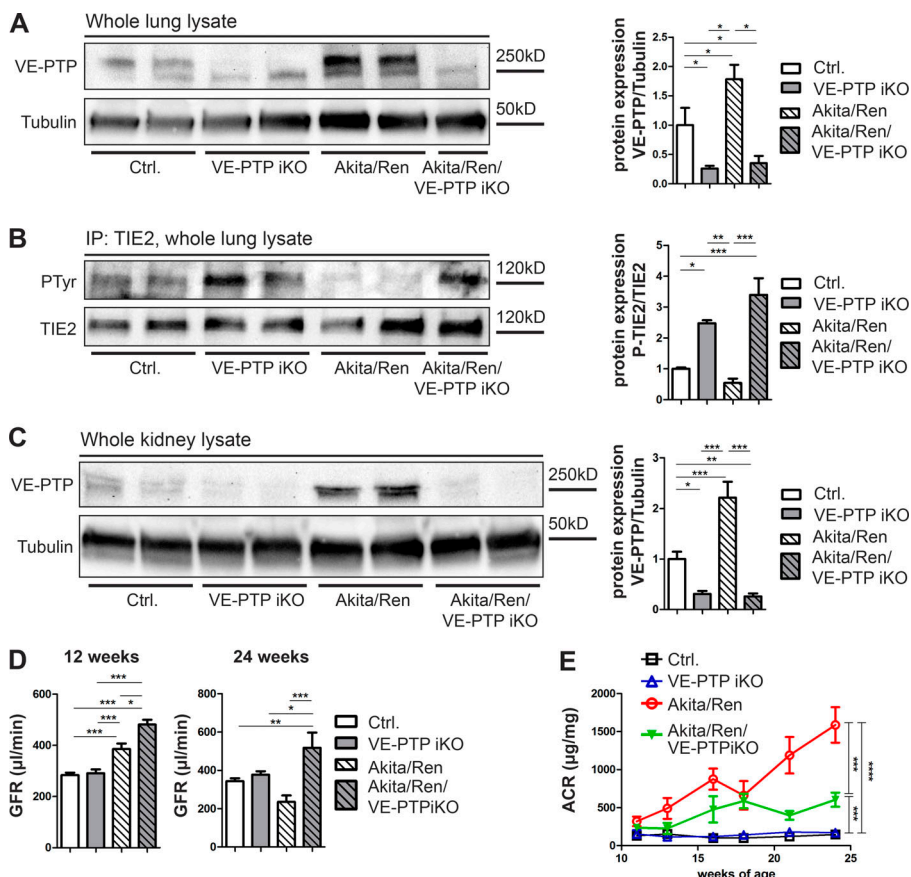 A
Whole lung lysate
VE-PTP
250kD
Tubulin
50kD
Ctrl.
VE-PTP iKO
Akita/Ren
Akita/Ren/
VE-PTP iKO
protein expression
VE-PTP/Tubulin
2.5
2.0
1.5
1.0
0.5
0.0
* *
*
*
*
Ctrl.
VE-PTP iKO
Akita/Ren
Akita/Ren/
VE-PTP iKO
B
IP: TIE2, whole lung lysate
PTyr
120kD
TIE2
120kD
Ctrl.
VE-PTP iKO
Akita/Ren
Akita/Ren/
VE-PTP iKO
protein expression
P-TIE2/TIE2
6
4
2
1
0
** ***
***
*
Ctrl.
VE-PTP iKO
Akita/Ren
Akita/Ren/
VE-PTP iKO
C
Whole kidney lysate
VE-PTP
250kD
Tubulin
50kD
Ctrl.
VE-PTP iKO
Akita/Ren
Akita/Ren/
VE-PTP iKO
protein expression
VE-PTP/Tubulin
3
2
1
0
*** ***
**
***
*
Ctrl.
VE-PTP iKO
Akita/Ren
Akita/Ren/
VE-PTP iKO
D
12 weeks
GFR (µl/min)
600
400
200
0
***
*** *
***
***
24 weeks
GFR (µl/min)
800
600
400
200
0
***
*
**
Ctrl.
VE-PTP iKO
Akita/Ren
Akita/Ren/
VE-PTPiKO
E
Ctrl.
VE-PTP iKO
Akita/Ren
Akita/Ren/
VE-PTPiKO
ACR (µg/mg)
2000
1500
1000
500
0
10 15 20 25
weeks of age
***
***
****